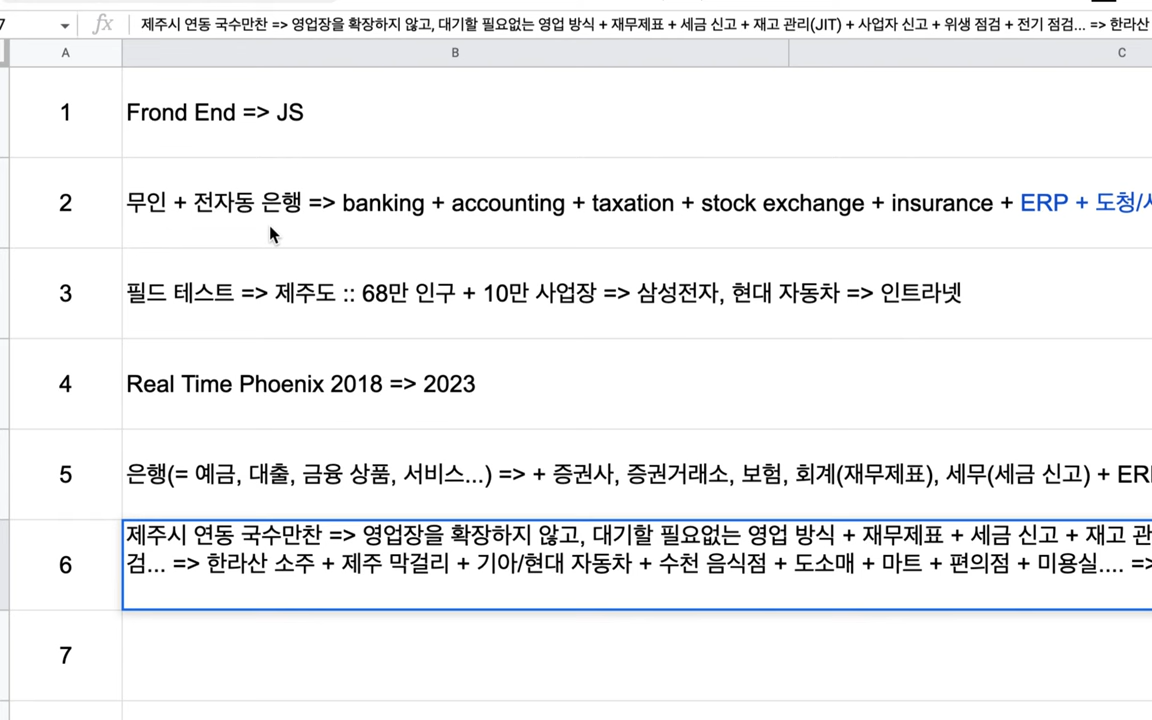 7
fx
제주시 연동 국수만찬 => 영업장을 확장하지 않고, 대기할 필요없는 영업 방식 + 재무제표 + 세금 신고 + 재고 관리(JIT) + 사업자 신고 + 위생 점검 + 전기 점검... => 한라산
A B C
1 Frond End => JS
2 무인 + 전자동 은행 => banking + accounting + taxation + stock exchange + insurance + ERP + 도청/
3 필드 테스트 => 제주도 :: 68만 인구 + 10만 사업장 => 삼성전자, 현대 자동차 => 인트라넷
4 Real Time Phoenix 2018 => 2023
5 은행(= 예금, 대출, 금융 상품, 서비스...) => + 증권사, 증권거래소, 보험, 회계(재무제표), 세무(세금 신고) + ER
제주시 연동 국수만찬 => 영업장을 확장하지 않고, 대기할 필요없는 영업 방식 + 재무제표 + 세금 신고 + 재고 관
6 검... => 한라산 소주 + 제주 막걸리 + 기아/현대 자동차 + 수천 음식점 + 도소매 + 마트 + 편의점 + 미용실.... =>
7